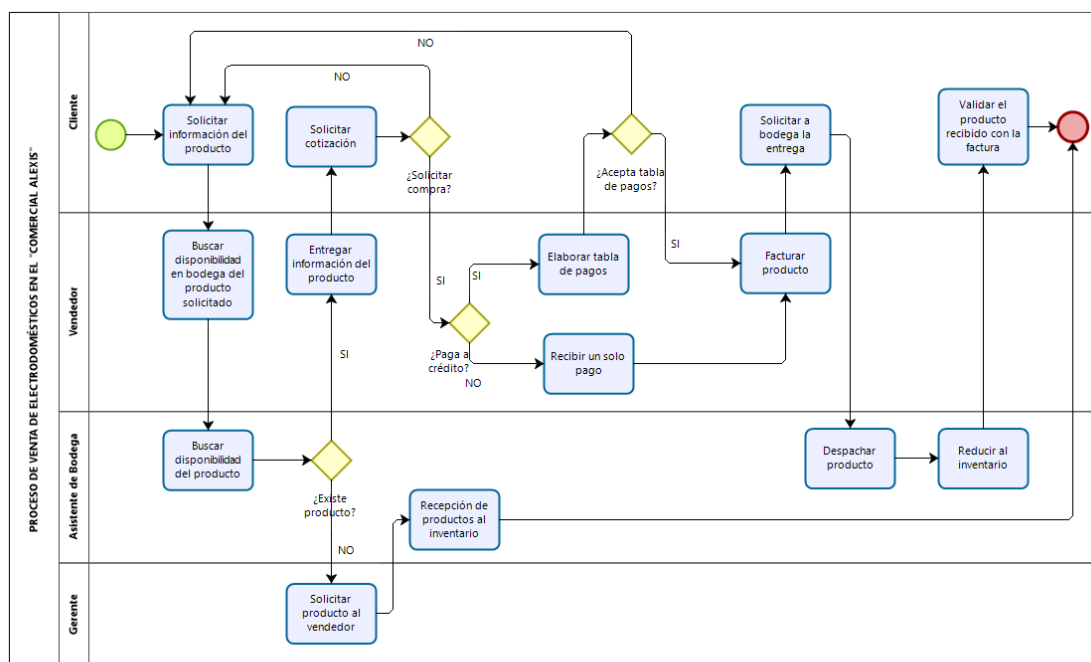 PROCESO DE VENTA DE ELECTRODOMÉSTICOS EN EL "COMERCIAL ALEXIS"
Cliente
NO
NO
Solicitar
información del
producto
Solicitar
cotización
¿Solicitar
compra?
¿Acepta tabla
de pagos?
Solicitar a
bodega la
entrega
Validar el
producto
recibido con la
factura
Vendedor
Buscar
disponibilidad
en bodega del
producto
solicitado
Entregar
información del
producto
SI
SI
SI
Elaborar tabla
de pagos
SI
Facturar
producto
¿Paga a
crédito?
NO
Recibir un solo
pago
Asistente de Bodega
Buscar
disponibilidad
del producto
¿Existe
producto?
NO
Recepción de
productos al
inventario
Despachar
producto
Reducir al
inventario
Gerente
Solicitar
producto al
vendedor